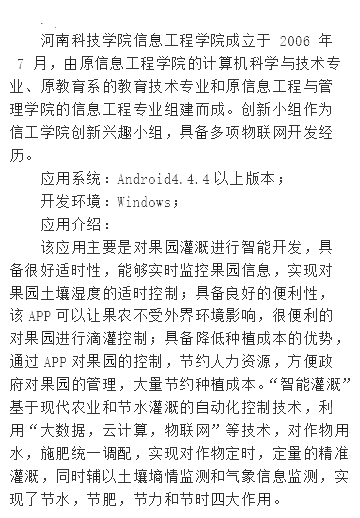 河南科技学院信息工程学院成立于 2006 年
7 月，由原信息工程学院的计算机科学与技术专
业、原教育系的教育技术专业和原信息工程与管
理学院的信息工程专业组建而成。创新小组作为
信工学院创新兴趣小组，具备多项物联网开发经
历。
应用系统：Android4.4.4以上版本；
开发环境：Windows；
应用介绍：
该应用主要是对果园灌溉进行智能开发，具
备很好适时性，能够实时监控果园信息，实现对
果园土壤湿度的适时控制；具备良好的便利性，
该 APP 可以让果农不受外界环境影响，很便利的
对果园进行滴灌控制；具备降低种植成本的优势，
通过 APP 对果园的控制，节约人力资源，方便政
府对果园的管理，大量节约种植成本。“智能灌溉”
基于现代农业和节水灌溉的自动化控制技术，利
用“大数据，云计算，物联网”等技术，对作物用
水，施肥统一调配，实现对作物定时，定量的精准
灌溉，同时辅以土壤墒情监测和气象信息监测，实
现了节水，节肥，节力和节时四大作用。